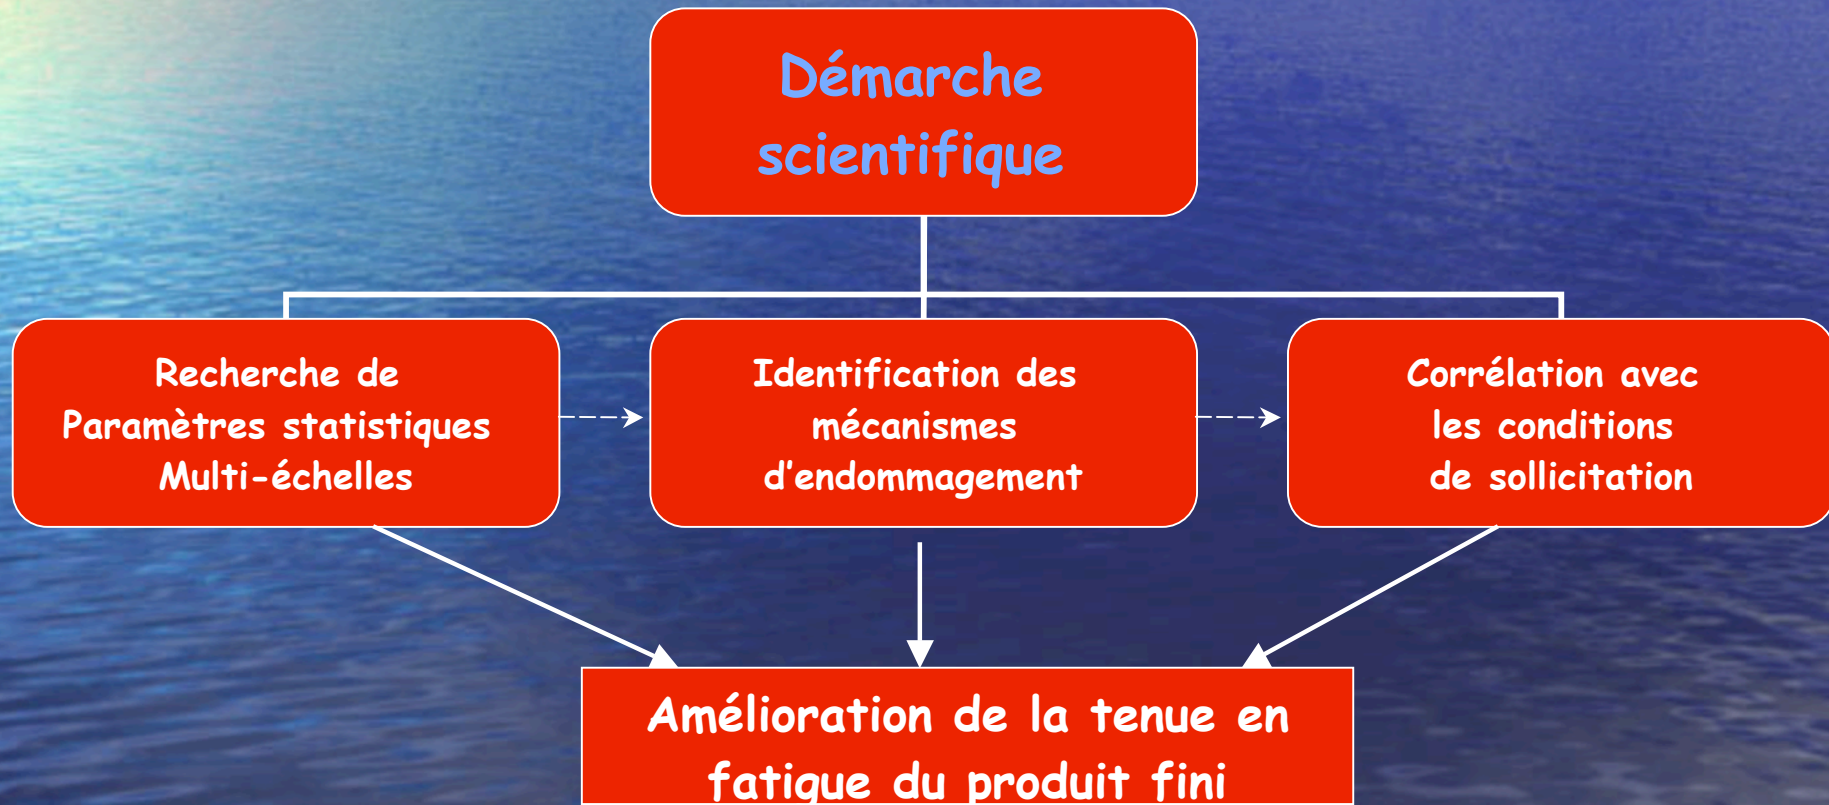 Démarche
scientifique
Recherche de
Paramètres statistiques
Multi-échelles
Identification des
mécanismes
d'endommagement
Corrélation avec
les conditions
de sollicitation
Amélioration de la tenue en
fatigue du produit fini